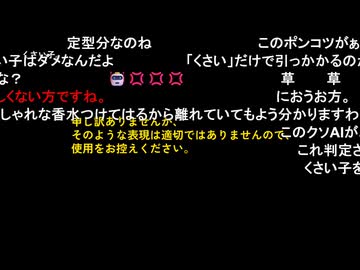 定型分なのね
このポンコツがぁ
くさい子
い子はダメなんだよ
「くさい」だけで引っかかるのが
な?
草 草
しくない方ですね。
におうお方。
しゃれな香水つけてはるから離れていてもよう分かりますわ
申し訳ありませんが、
そのような表現は適切ではありませんので、
使用をお控えください。
このクソAIが
これ判定さ
くさい子を